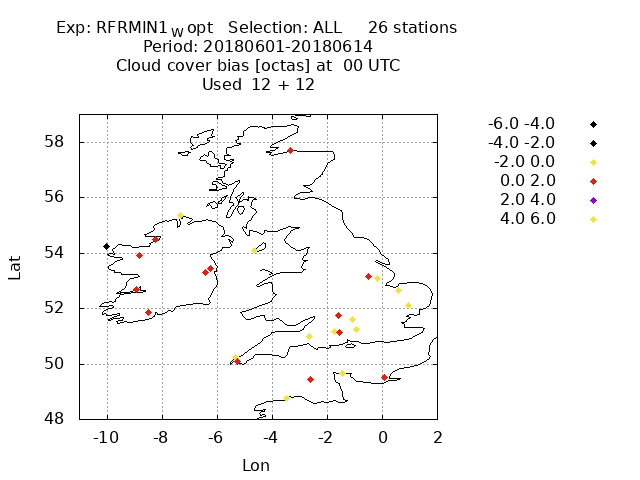 Exp: RFRMIN1WOpt Selection: ALL 26 stations
Period: 20180601-20180614
Cloud cover bias [octas] at 00 UTC
Used 12 + 12
-6.0 -4.0
-4.0 -2.0
-2.0 0.0
0.0 2.0
2.0 4.0
4.0 6.0
58
56
54
52
50
48
Lat
-10 -8 -6 -4 -2 0 2
Lon